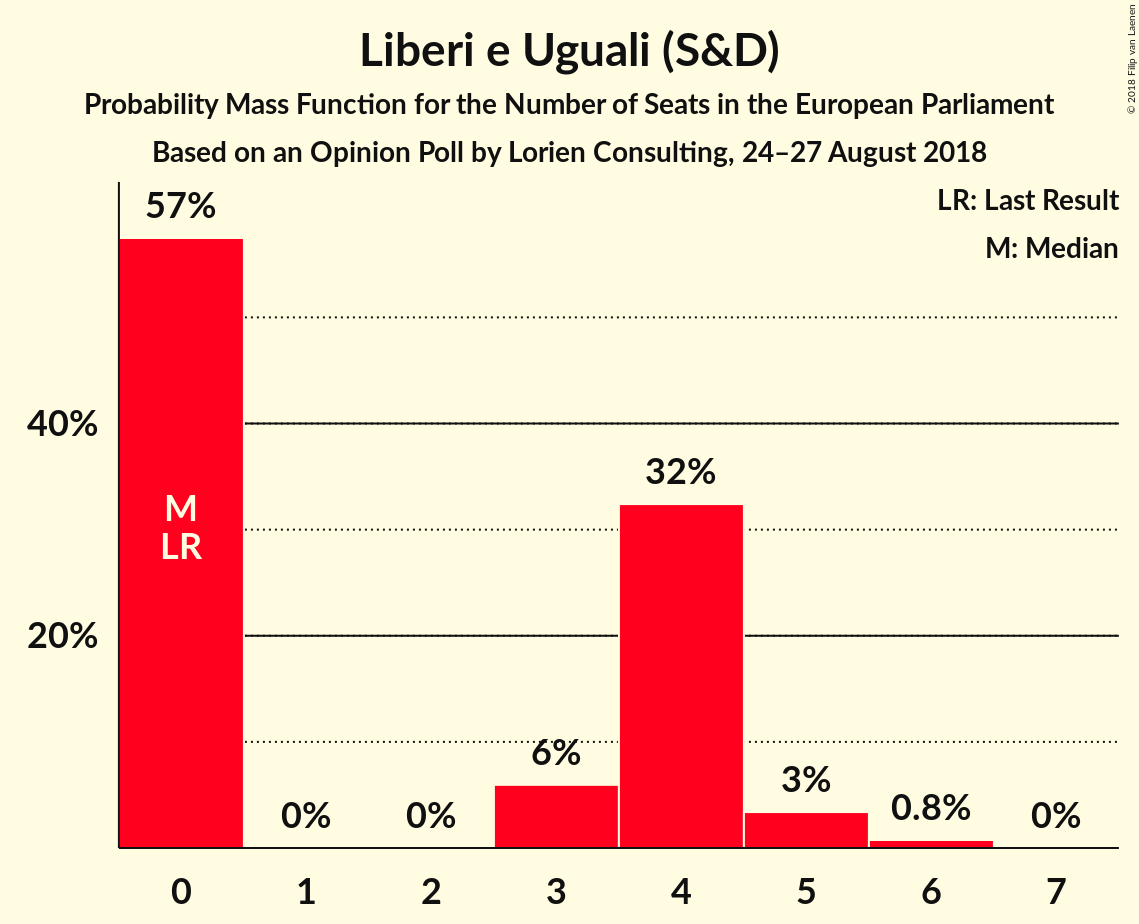 Liberi e Uguali (S&D)
Probability Mass Function for the Number of Seats in the European Parliament
Based on an Opinion Poll by Lorien Consulting, 24–27 August 2018
© 2018 Filip van Laenen
LR: Last Result
M: Median
57%
40%
32%
M
LR
20%
6%
3%
0.8%
0%
0%
0%
0 1 2 3 4 5 6 7